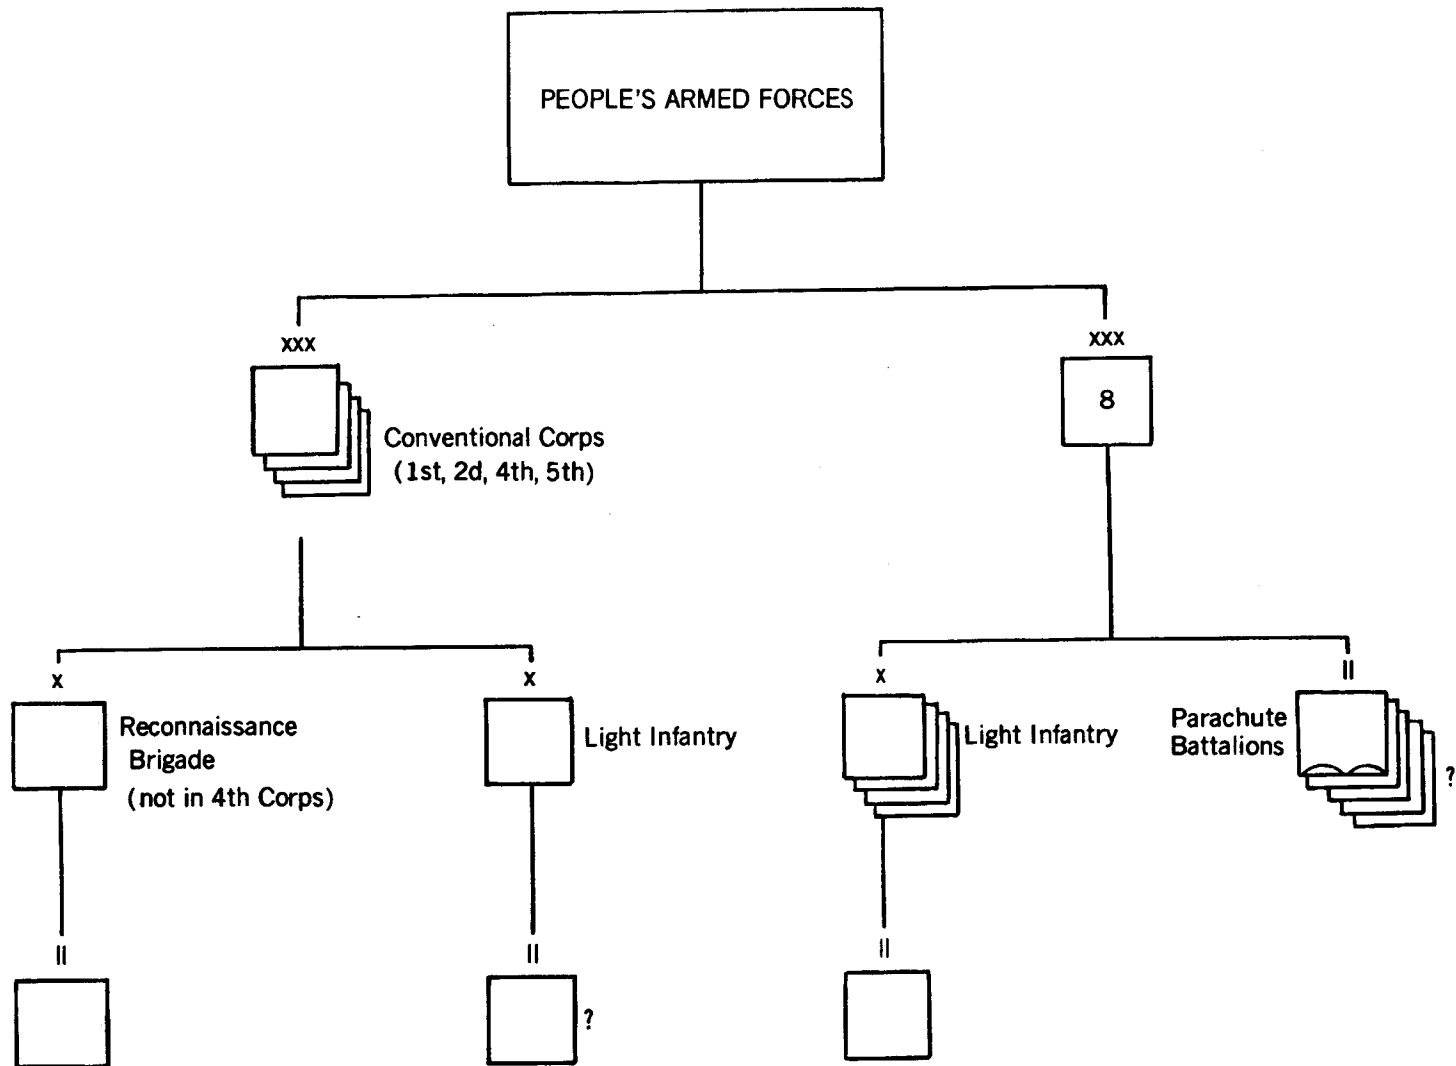 PEOPLE'S ARMED FORCES
xxx
xxx
8
Conventional Corps
(1st, 2d, 4th, 5th)
x
x
x
II
Reconnaissance
Brigade
(not in 4th Corps)
Light Infantry
Light Infantry
Parachute
Battalions
?
II
II
II
?